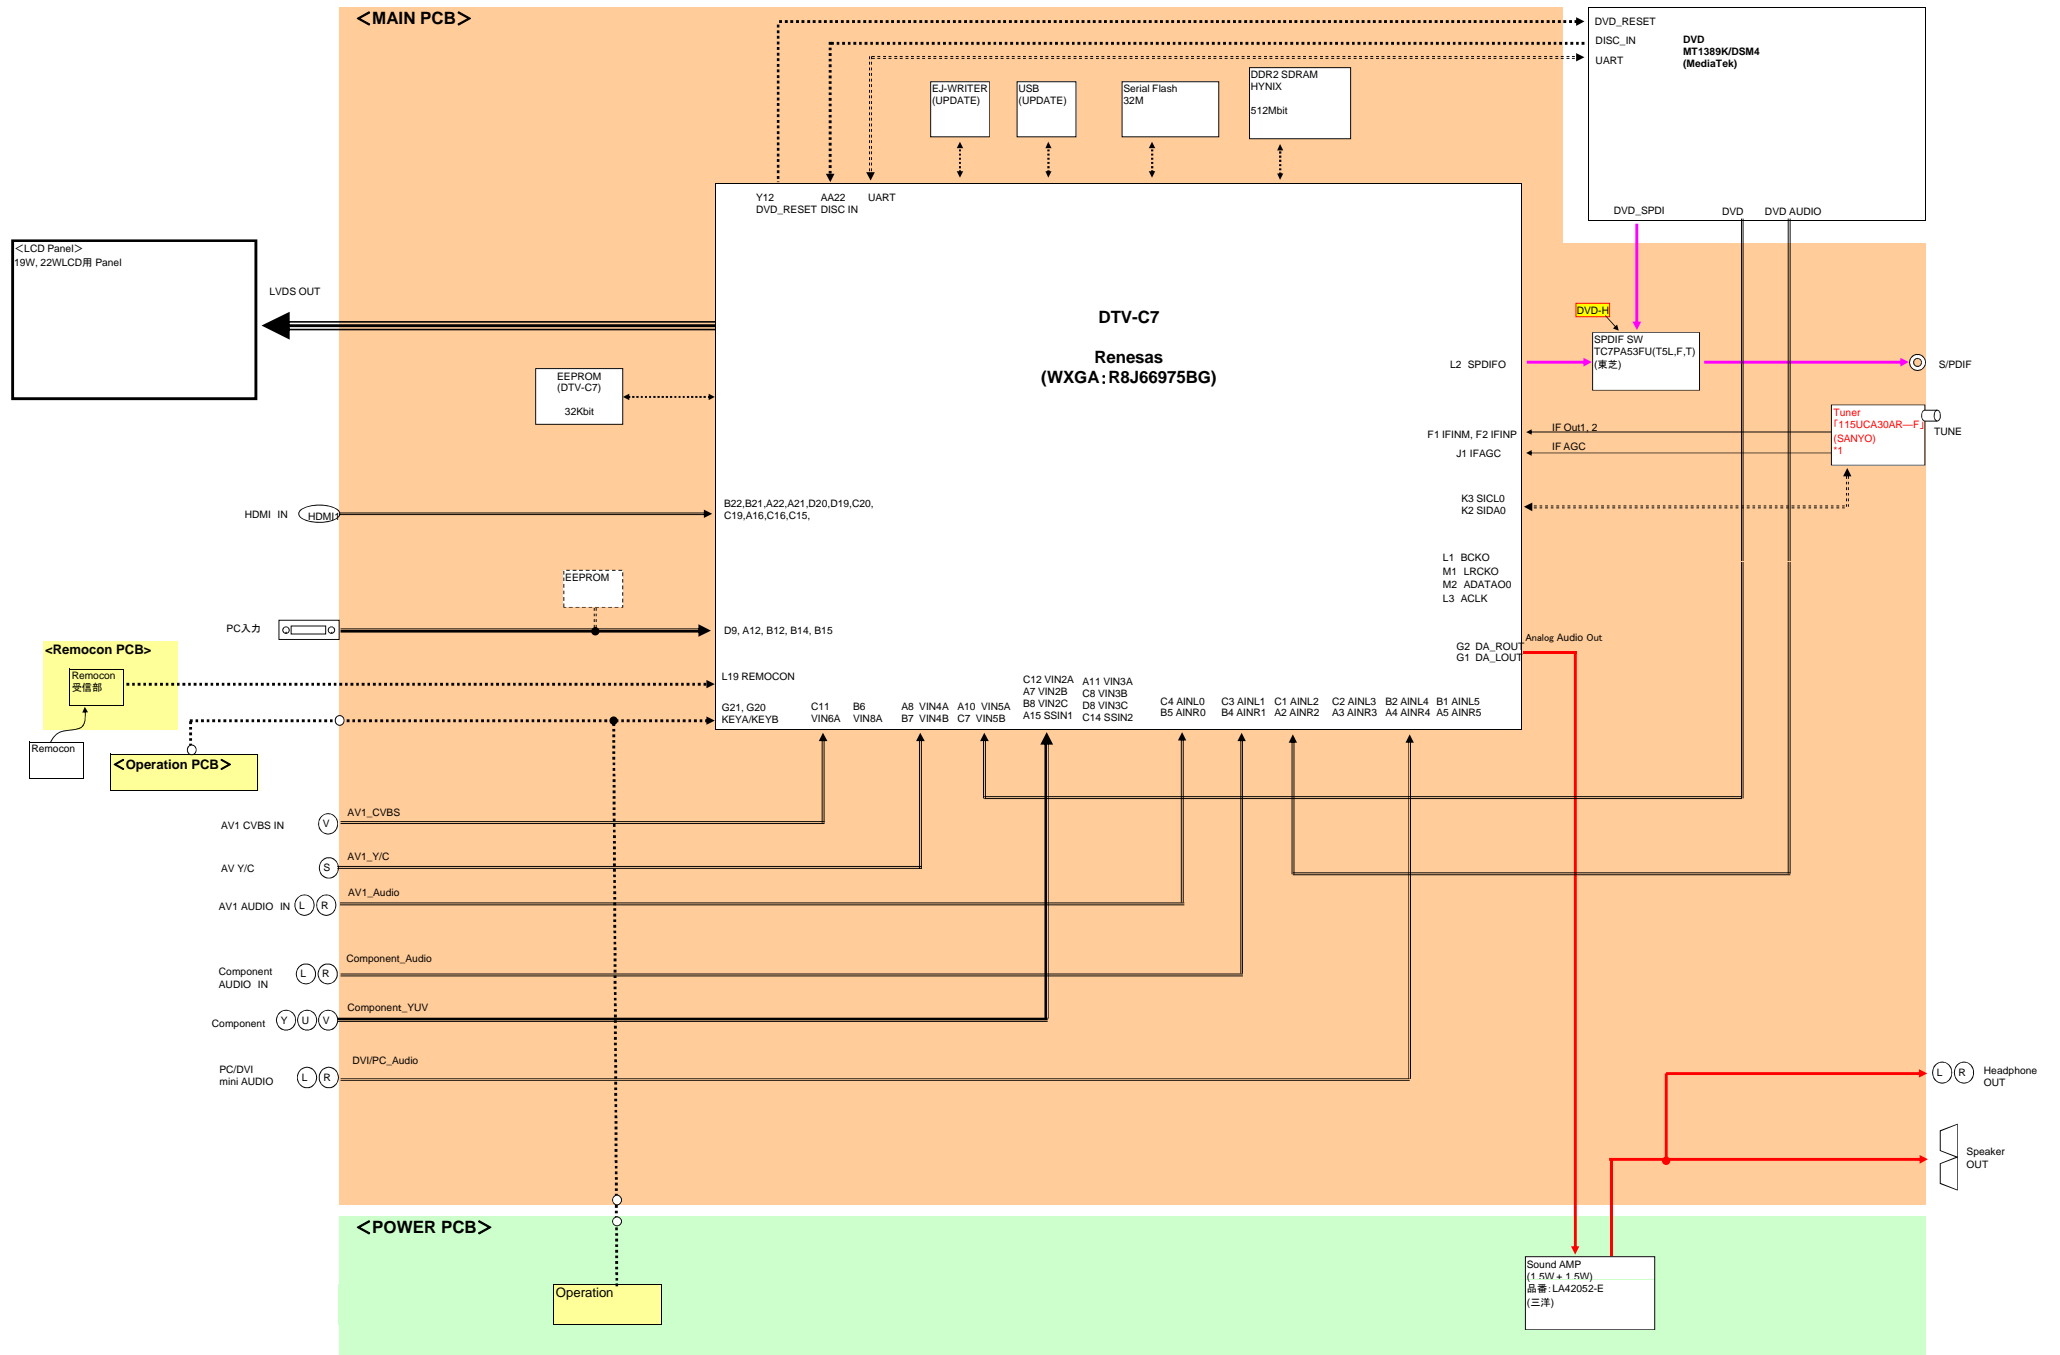 ＜MAIN PCB＞
DVD_RESET
DISC_IN
UART
DVD
MT1389K/DSM4
(MediaTek)
DVD_SPDI
DVD
DVD AUDIO
EJ-WRITER
(UPDATE)
USB
(UPDATE)
Serial Flash
32M
DDR2 SDRAM
HYNIX
512Mbit
Y12
DVD_RESET
AA22
DISC IN
UART
＜LCD Panel＞
19W, 22WLCD用 Panel
LVDS OUT
DTV-C7
Renesas
(WXGA：R8J66975BG)
EEPROM
(DTV-C7)
32Kbit
DVD-H
SPDIF SW
TC7PA53FU(T5L,F,T)
(東芝)
L2 SPDIFO
S/PDIF
Tuner
「115UCA30AR—F」
(SANYO)
*1
TUNE
F1 IFINM, F2 IFINP
IF Out1, 2
J1 IFAGC
IF AGC
K3 SICL0
K2 SIDA0
HDMI IN
HDMI1
B22,B21,A22,A21,D20,D19,C20,
C19,A16,C16,C15,
L1 BCKO
M1 LRCKO
M2 ADATAO0
L3 ACLK
EEPROM
PC入力
D9, A12, B12, B14, B15
Analog Audio Out
G2 DA_ROUT
G1 DA_LOUT
<Remocon PCB>
Remocon
受信部
Remocon
L19 REMOCON
G21, G20
KEYA/KEYB
C11
VIN6A
B6
VIN8A
A8 VIN4A
B7 VIN4B
A10 VIN5A
C7 VIN5B
C12 VIN2A
A7 VIN2B
B8 VIN2C
A15 SSIN1
A11 VIN3A
C8 VIN3B
D8 VIN3C
C14 SSIN2
C4 AINL0
B5 AINR0
C3 AINL1
B4 AINR1
C1 AINL2
A2 AINR2
C2 AINL3
A3 AINR3
B2 AINL4
A4 AINR4
B1 AINL5
A5 AINR5
＜Operation PCB＞
AV1 CVBS IN
V
AV1_CVBS
AV Y/C
S
AV1_Y/C
AV1 AUDIO IN
L
R
AV1_Audio
Component
AUDIO IN
L
R
Component_Audio
Component
Y
U
V
Component_YUV
PC/DVI
mini AUDIO
L
R
DVI/PC_Audio
L
R
Headphone
OUT
Speaker
OUT
＜POWER PCB＞
Operation
Sound AMP
(1.5W + 1.5W)
品番：LA42052-E
(三洋)